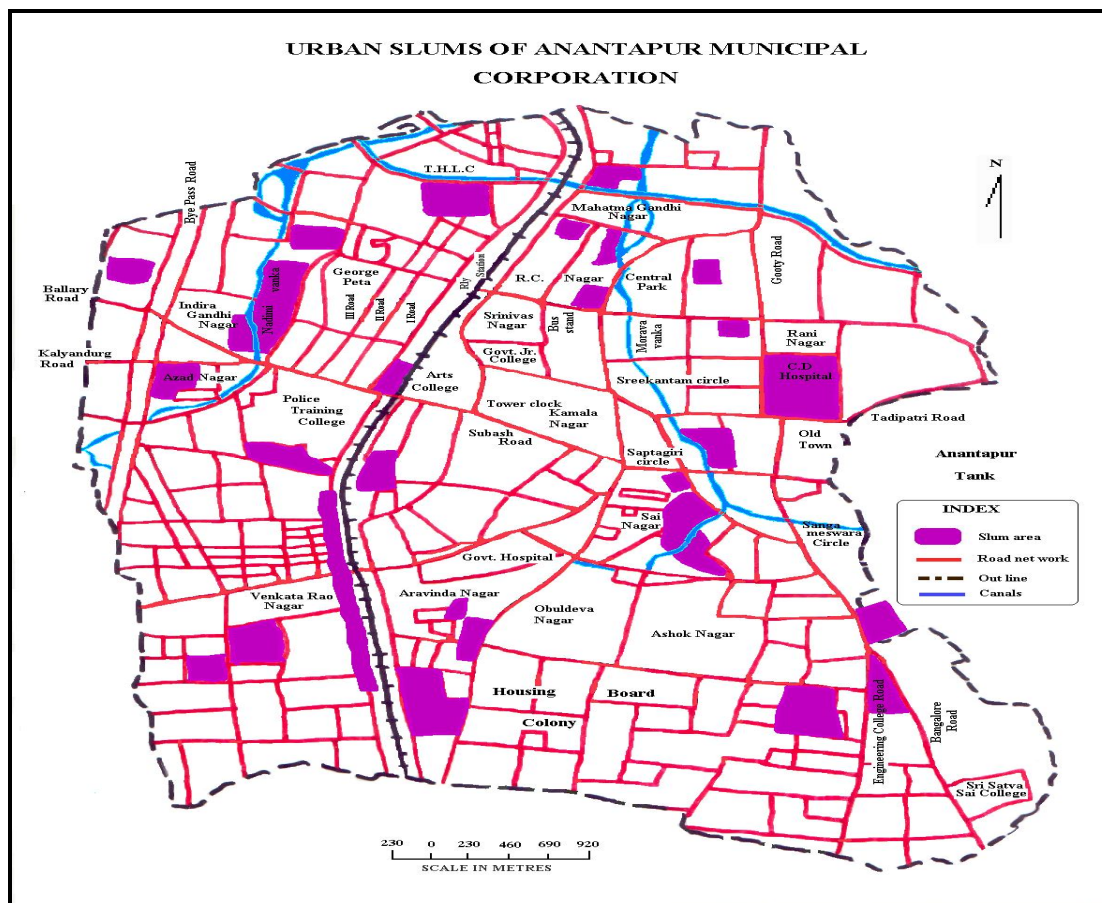 URBAN SLUMS OF ANANTAPUR MUNICIPAL
CORPORATION
N
T.H.L.C
Bye Pass Road
Mahatma Gandhi
Nagar
Ballary
Road
Nadimi vanka
George
Peta
III Road
II Road
I Road
Rly
Station
R.C. Nagar
Central
Park
Gooty Road
Indira
Gandhi
Nagar
Srinivas
Nagar
Bus
stand
Morava
vanka
Rani
Nagar
Kalyandurg
Road
Govt. Jr.
College
Azad Nagar
Arts
College
Sreekantam circle
C.D
Hospital
Police
Training
College
Tower clock
Kamala
Nagar
Tadipatri Road
Subash
Road
Saptagiri
circle
Old
Town
Anantapur
Tank
INDEX
Slum area
Road net work
Out line
Canals
Sai
Nagar
Sanga
meswara
Circle
Govt. Hospital
Venkata Rao
Nagar
Aravinda Nagar
Obuldeva
Nagar
Ashok Nagar
Housing Board
Colony
Engineering College Road
Bangalore
Road
Sri Satva
Sai College
230 0 230 460 690 920
SCALE IN METRES